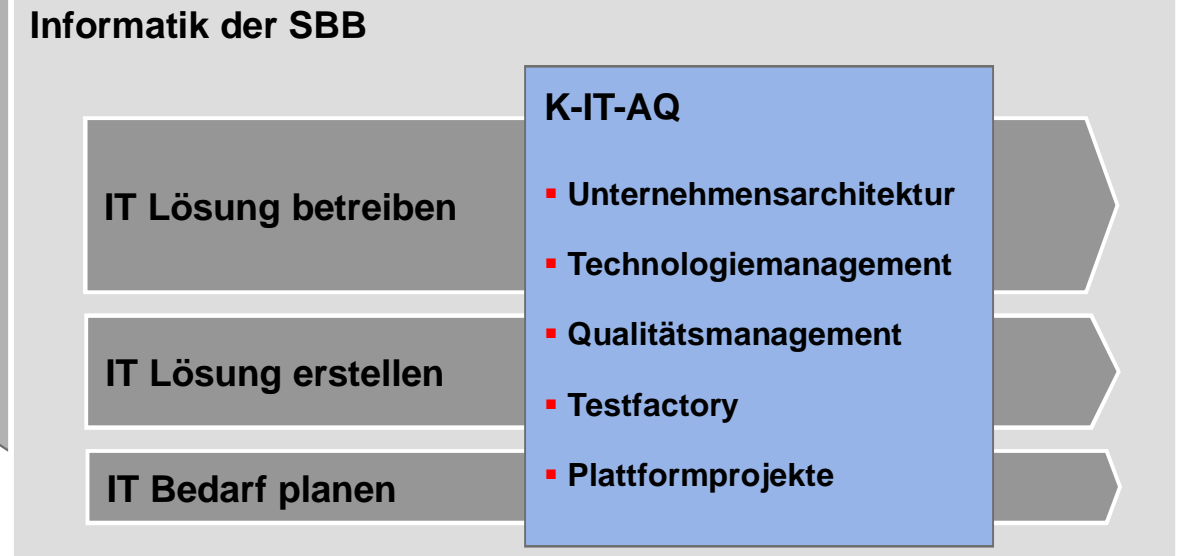 Informatik der SBB
K-IT-AQ
IT Lösung betreiben
Unternehmensarchitektur
Technologiemanagement
Qualitätsmanagement
IT Lösung erstellen
Testfactory
Plattformprojekte
IT Bedarf planen